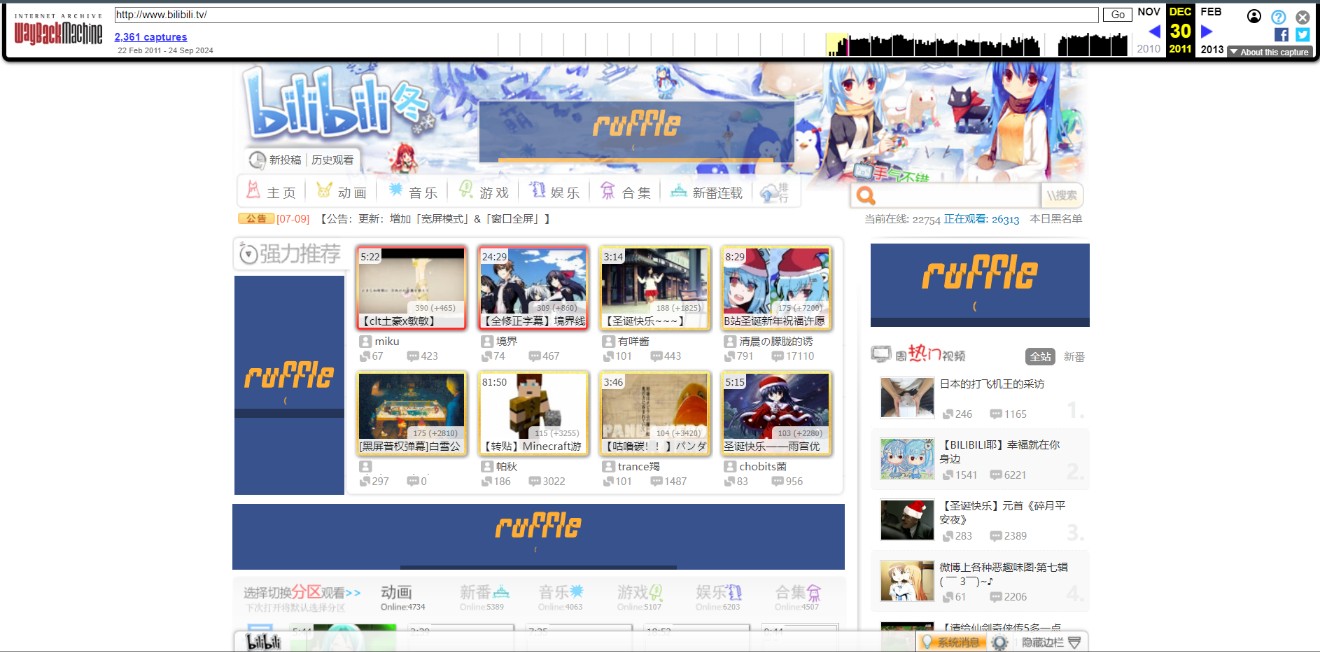 INTERNET ARCHIVE
WayBackMachine
http://www.bilibili.tv/
Go
NOV
DEC
FEB
2,361 captures
30
22 Feb 2011 - 24 Sep 2024
2010
2011
2013
About this capture
bilibili 冬
ruffle
新投稿
历史观看
手气不错
主页
动画
音乐
游戏
娱乐
合集
新番连载
排行
\\搜索
公告 [07-09] 【公告：更新：增加「宽屏模式」&「窗口全屏」】
当前在线: 22754 正在观看: 26313 本日黑名单
强力推荐
5:22
390 (+465)
【clt土豪x敏敏】
miku
67
423
24:29
309 (+860)
【全修正字幕】境界线
境界
74
467
3:14
188 (+1825)
【圣诞快乐~~~】
有咩酱
101
443
8:29
175 (+7200)
B站圣诞新年祝福许愿
清晨の朦胧的诱
791
17110
ruffle
175 (+2810)
[黑屏普权弹幕]白雪公
297
0
81:50
115 (+3255)
【转贴】Minecraft游
帕秋
186
3022
3:46
104 (+3420)
【咕噜碳！！】パンダ
trance羯
101
1487
5:15
103 (+2280)
圣诞快乐——雨宫优
chobits菌
83
956
ruffle
热门视频
全站
新番
日本的打飞机王的采访
246
1165
1.
【BILIBILI耶】幸福就在你
身边
1541
6221
2.
【圣诞快乐】元首《碎月平
安夜》
283
2389
3.
微博上各种恶趣味图·第七辑
(￣ 3￣)~♪
61
2206
4.
【请给仙剑奇侠传5多一点
ruffle
选择切换分区观看>>
下次打开将默认选择分区
动画
Online:4734
新番
Online:5389
音乐
Online:4063
游戏
Online:5107
娱乐
Online:6203
合集
Online:4507
bilibili
系统消息
隐藏边栏